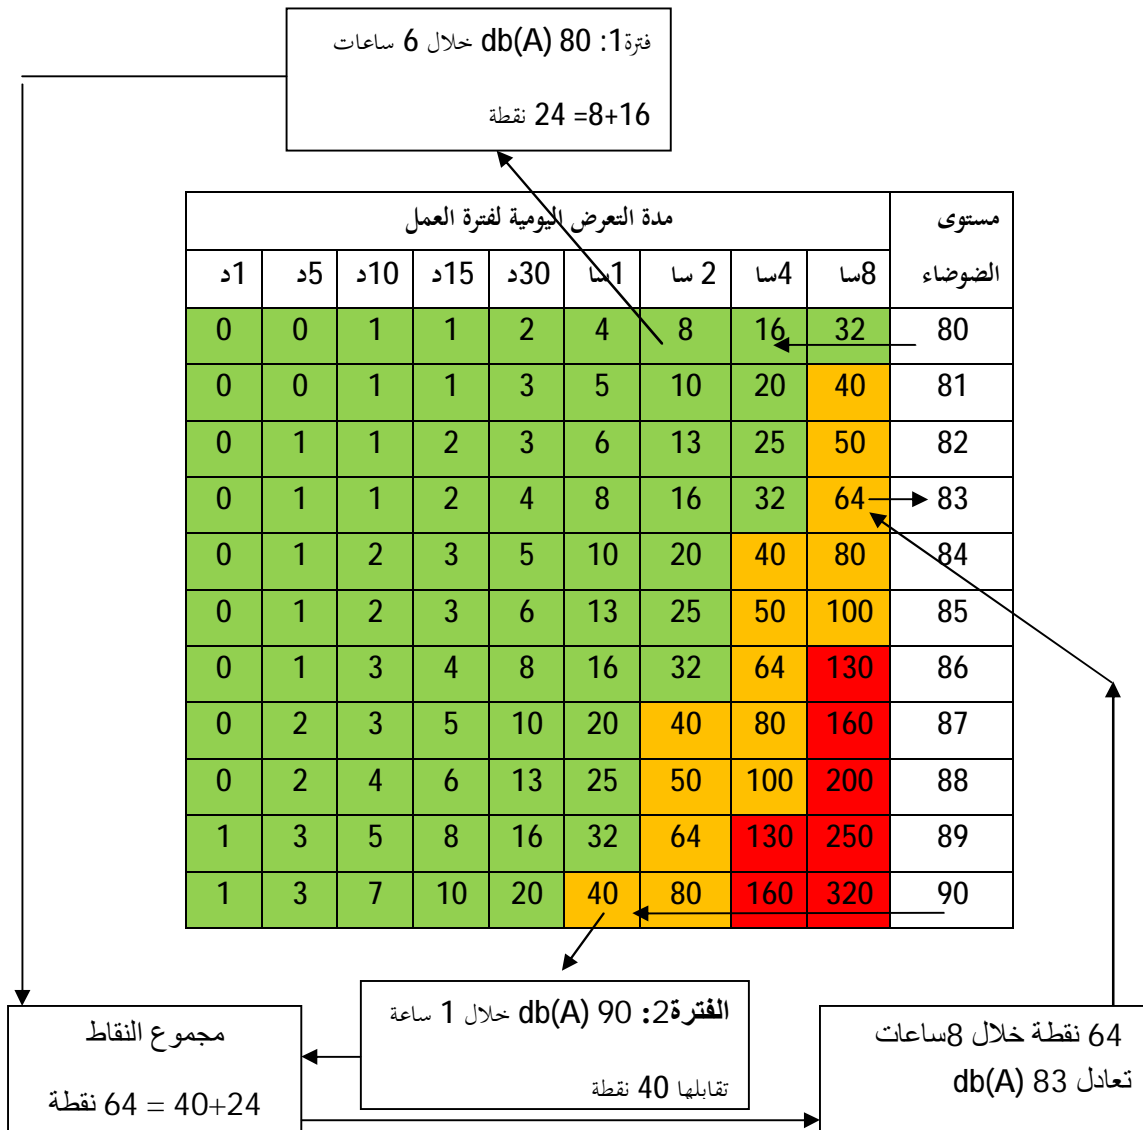 فترة1: 80 db(A) خلال 6 ساعات
16+8= 24 نقطة
مستوى الضوضاء | مدة التعرض اليومية لفترة العمل
8سا | 4سا | 2 سا | 1سا | 30د | 15د | 10د | 5د | 1د
80 | 32 | 16 | 8 | 4 | 2 | 1 | 1 | 0 | 0
81 | 40 | 20 | 10 | 5 | 3 | 1 | 1 | 0 | 0
82 | 50 | 25 | 13 | 6 | 3 | 2 | 1 | 1 | 0
83 | 64 | 32 | 16 | 8 | 4 | 2 | 1 | 1 | 0
84 | 80 | 40 | 20 | 10 | 5 | 3 | 2 | 1 | 0
85 | 100 | 50 | 25 | 13 | 6 | 3 | 2 | 1 | 0
86 | 130 | 64 | 32 | 16 | 8 | 4 | 3 | 1 | 0
87 | 160 | 80 | 40 | 20 | 10 | 5 | 3 | 2 | 0
88 | 200 | 100 | 50 | 25 | 13 | 6 | 4 | 2 | 0
89 | 250 | 130 | 64 | 32 | 16 | 8 | 5 | 3 | 1
90 | 320 | 160 | 80 | 40 | 20 | 10 | 7 | 3 | 1
الفترة2: 90 db(A) خلال 1 ساعة
تقابلها 40 نقطة
مجموع النقاط
24+40 = 64 نقطة
64 نقطة خلال 8ساعات
تعادل 83 db(A)